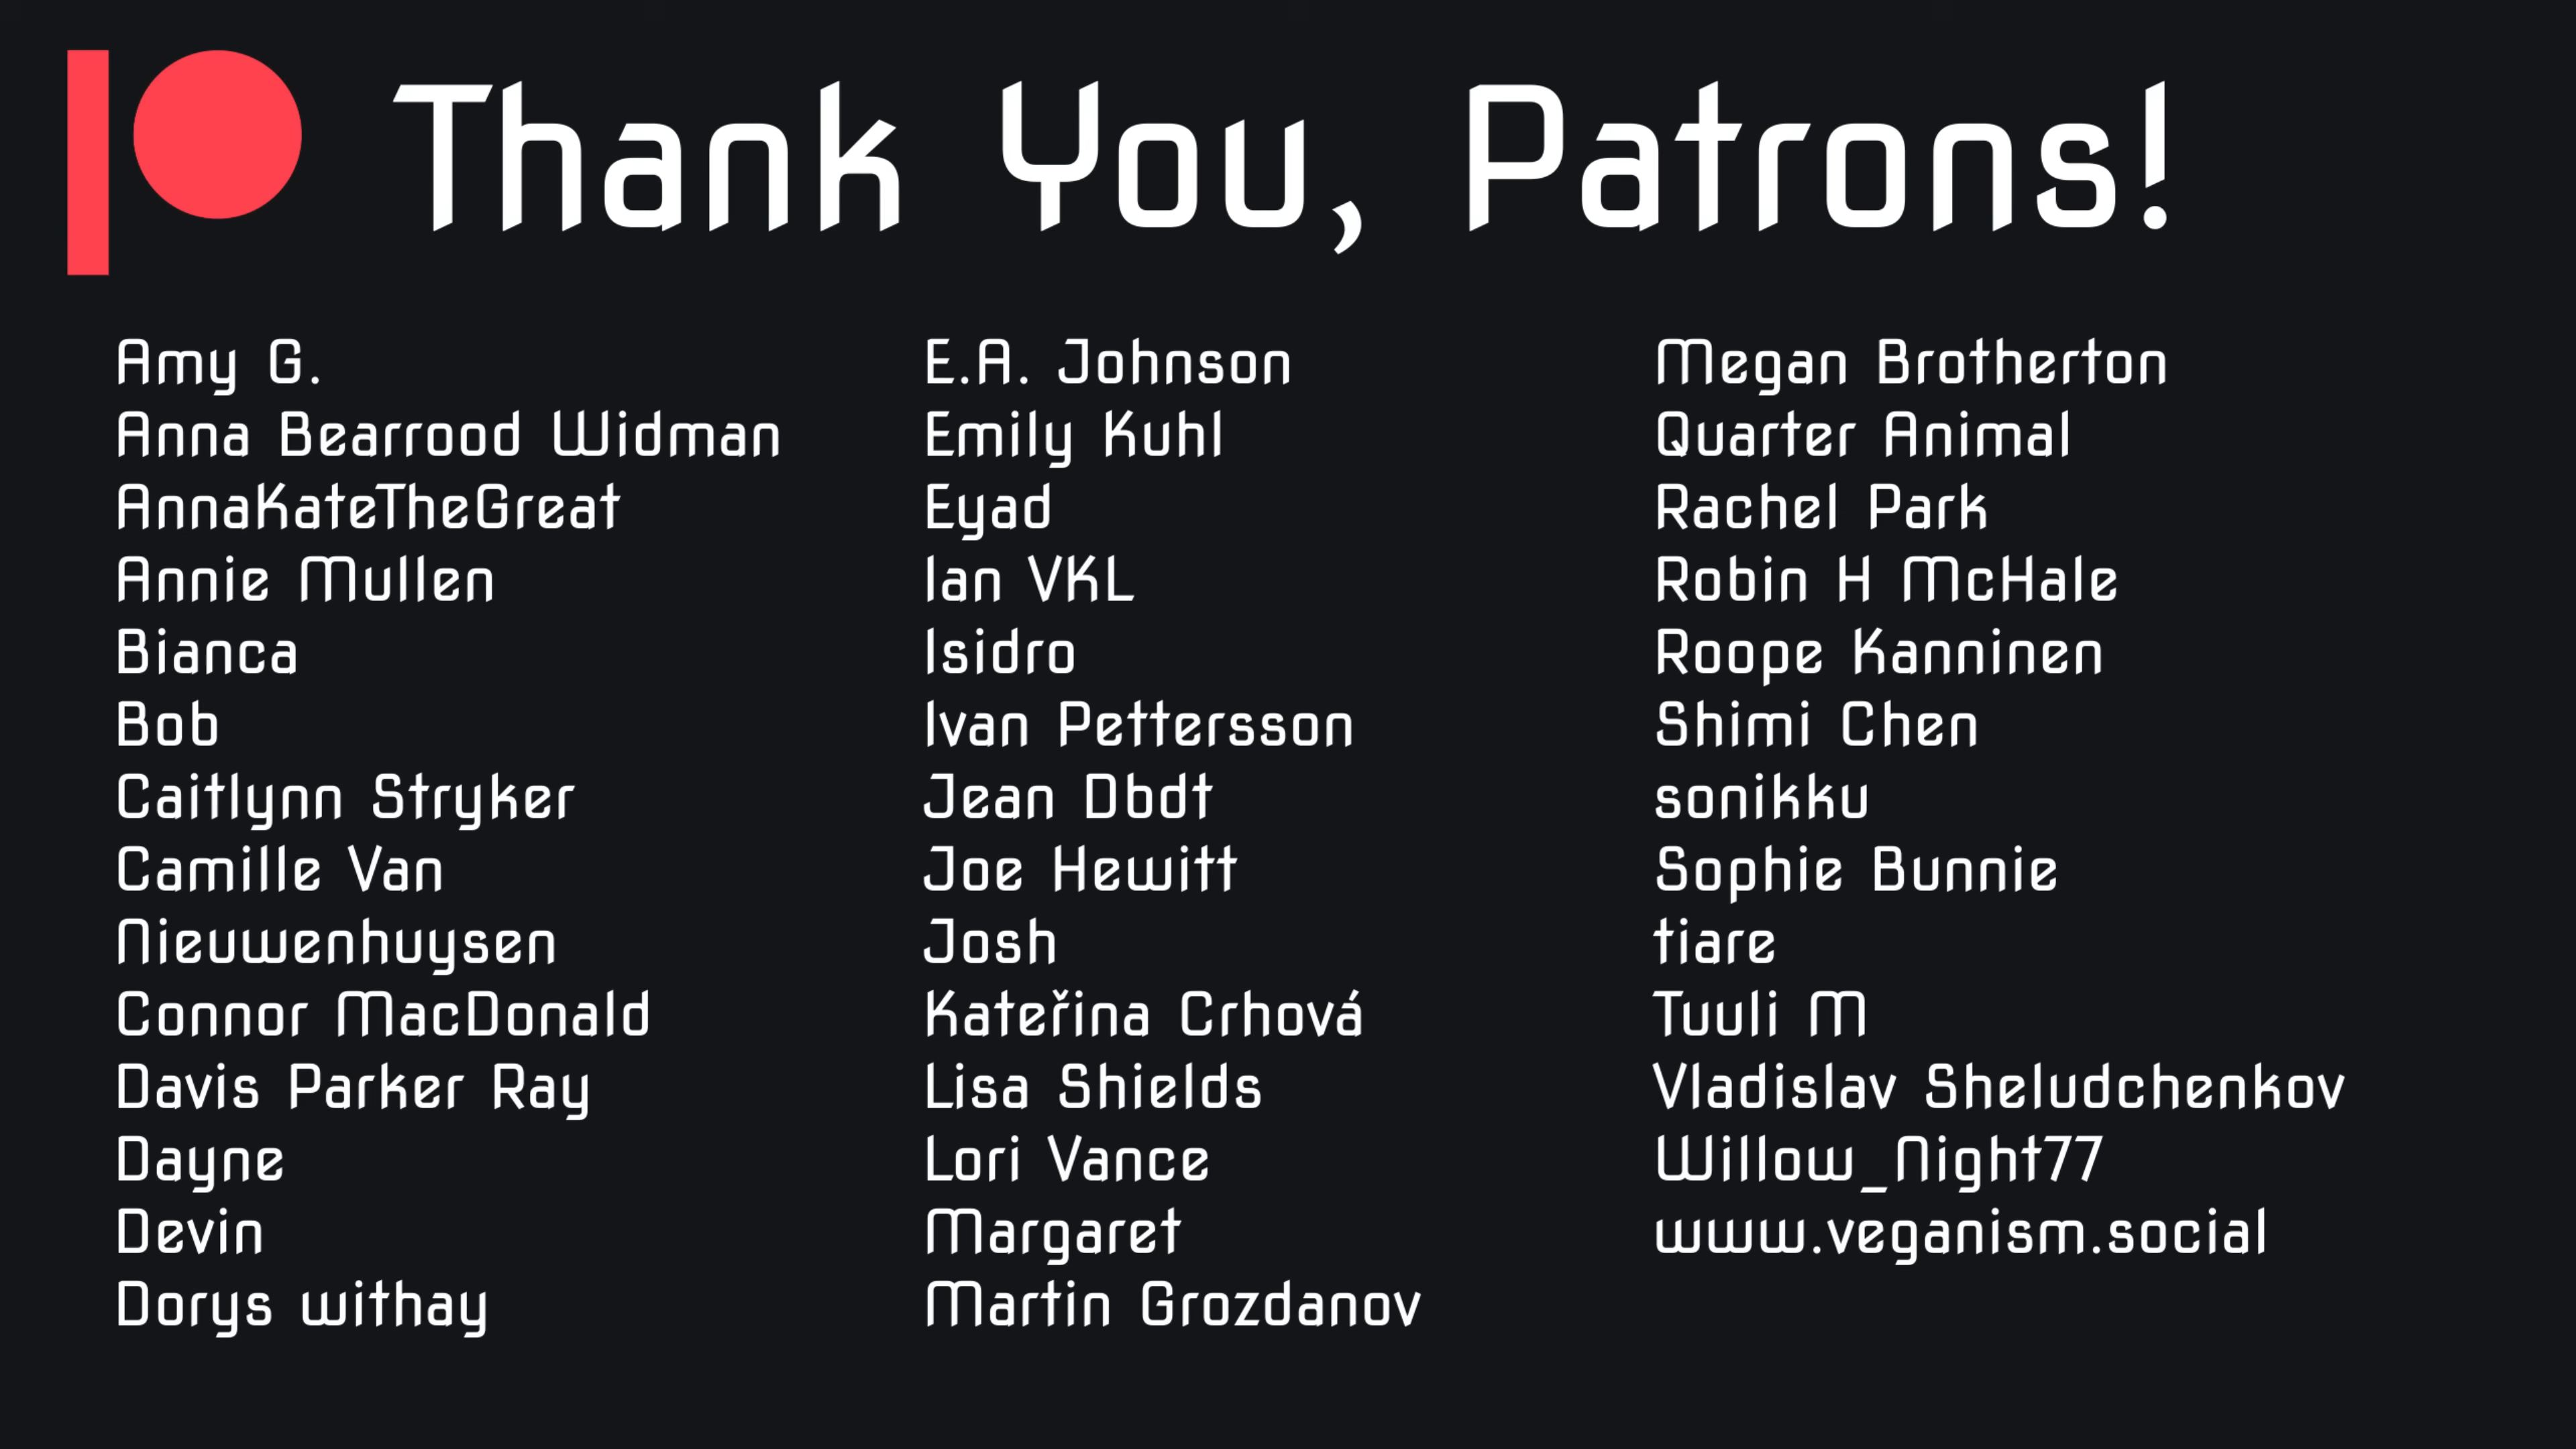 Thank You, Patrons!
Amy G.
Anna Bearrood Widman
AnnaKateTheGreat
Annie Mullen
Bianca
Bob
Caitlynn Stryker
Camille Van
Nieuwenhuysen
Connor MacDonald
Davis Parker Ray
Dayne
Devin
Dorys withay
E.A. Johnson
Emily Kuhl
Eyad
Ian VKL
Isidro
Ivan Pettersson
Jean Dbdt
Joe Hewitt
Josh
Kateřina Crhová
Lisa Shields
Lori Vance
Margaret
Martin Grozdanov
Megan Brotherton
Quarter Animal
Rachel Park
Robin H McHale
Roope Kanninen
Shimi Chen
sonikku
Sophie Bunnie
tiare
Tuuli M
Vladislav Sheludchenkov
Willow_Night77
www.veganism.social